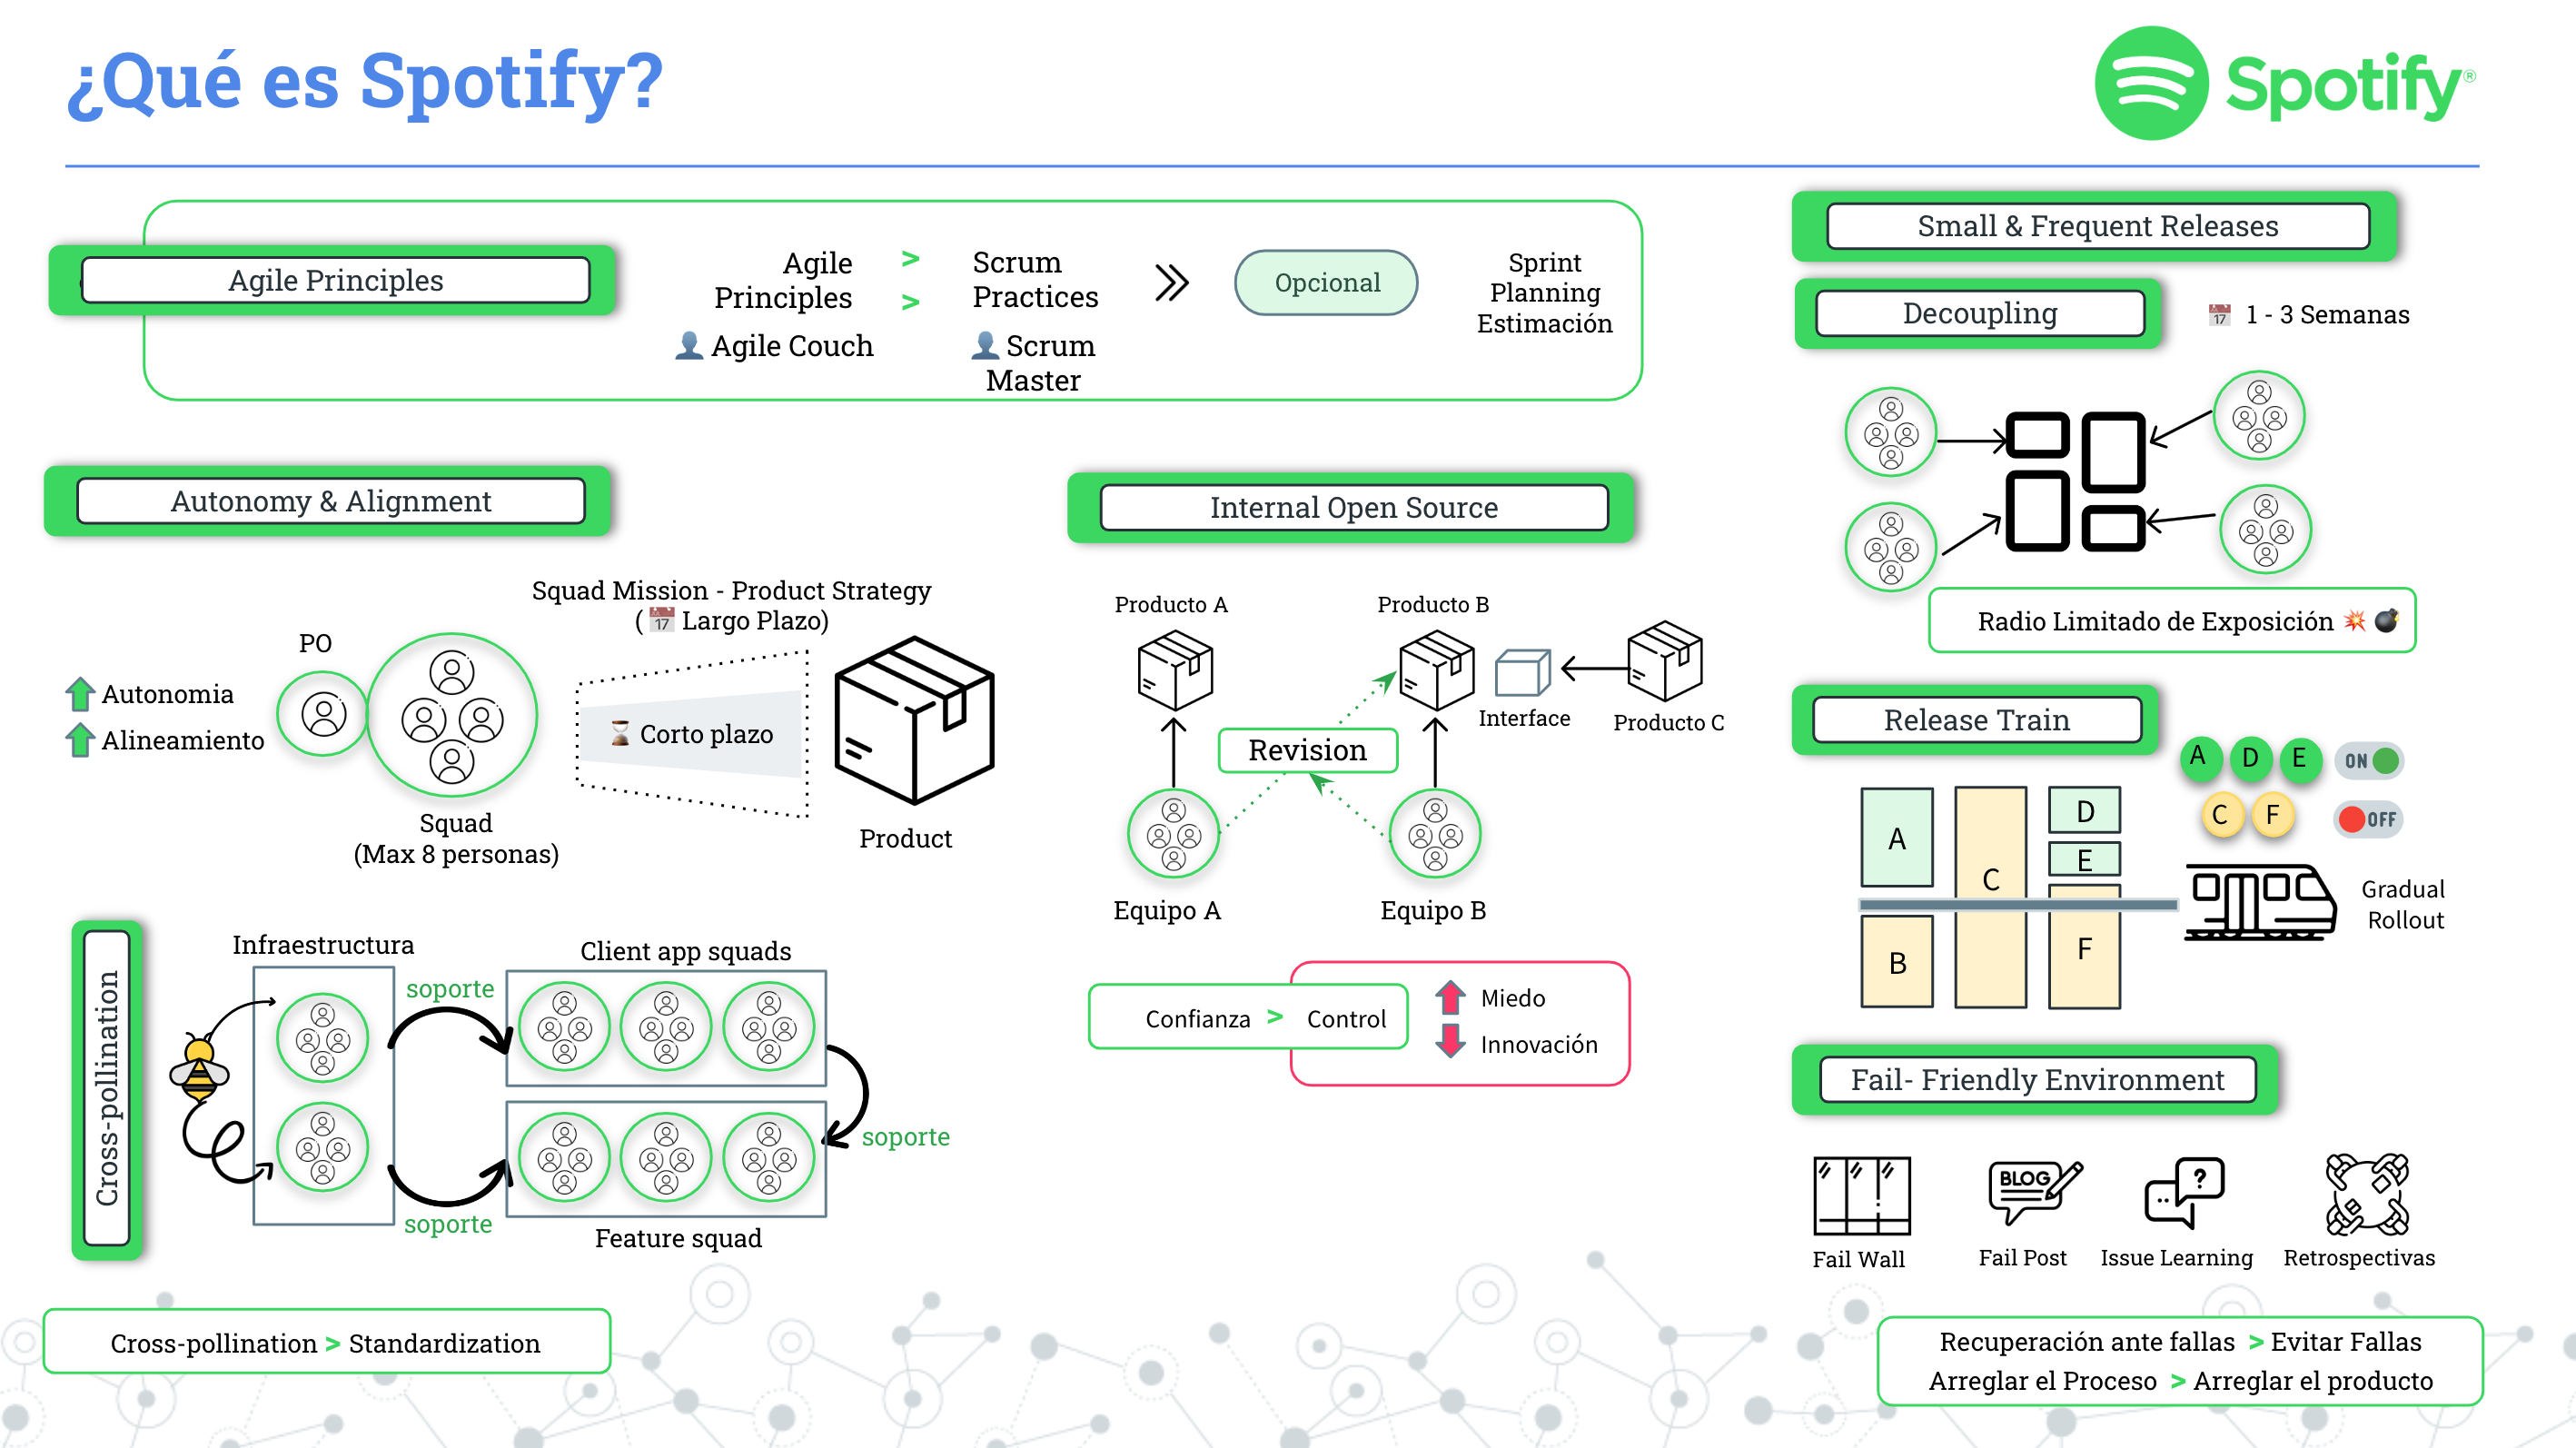 ¿Qué es Spotify?
Spotify®
Agile Principles
Agile
Principles
>
>
Scrum
Practices
Agile Couch
Scrum
Master
Opcional
Sprint
Planning
Estimación
Autonomy & Alignment
Squad Mission - Product Strategy
( 17 Largo Plazo)
PO
Autonomia
Alineamiento
Corto plazo
Squad
(Max 8 personas)
Product
Cross-pollination
Infraestructura
Client app squads
soporte
soporte
soporte
Feature squad
Cross-pollination > Standardization
Internal Open Source
Producto A
Producto B
Interface
Producto C
Revision
Equipo A
Equipo B
Confianza > Control
Miedo
Innovación
Small & Frequent Releases
Decoupling
17 1 - 3 Semanas
Radio Limitado de Exposición
Release Train
A D E ON
C F OFF
A
B
C
D
E
F
Gradual
Rollout
Fail- Friendly Environment
BLOG
?
Fail Wall
Fail Post
Issue Learning
Retrospectivas
Recuperación ante fallas > Evitar Fallas
Arreglar el Proceso > Arreglar el producto